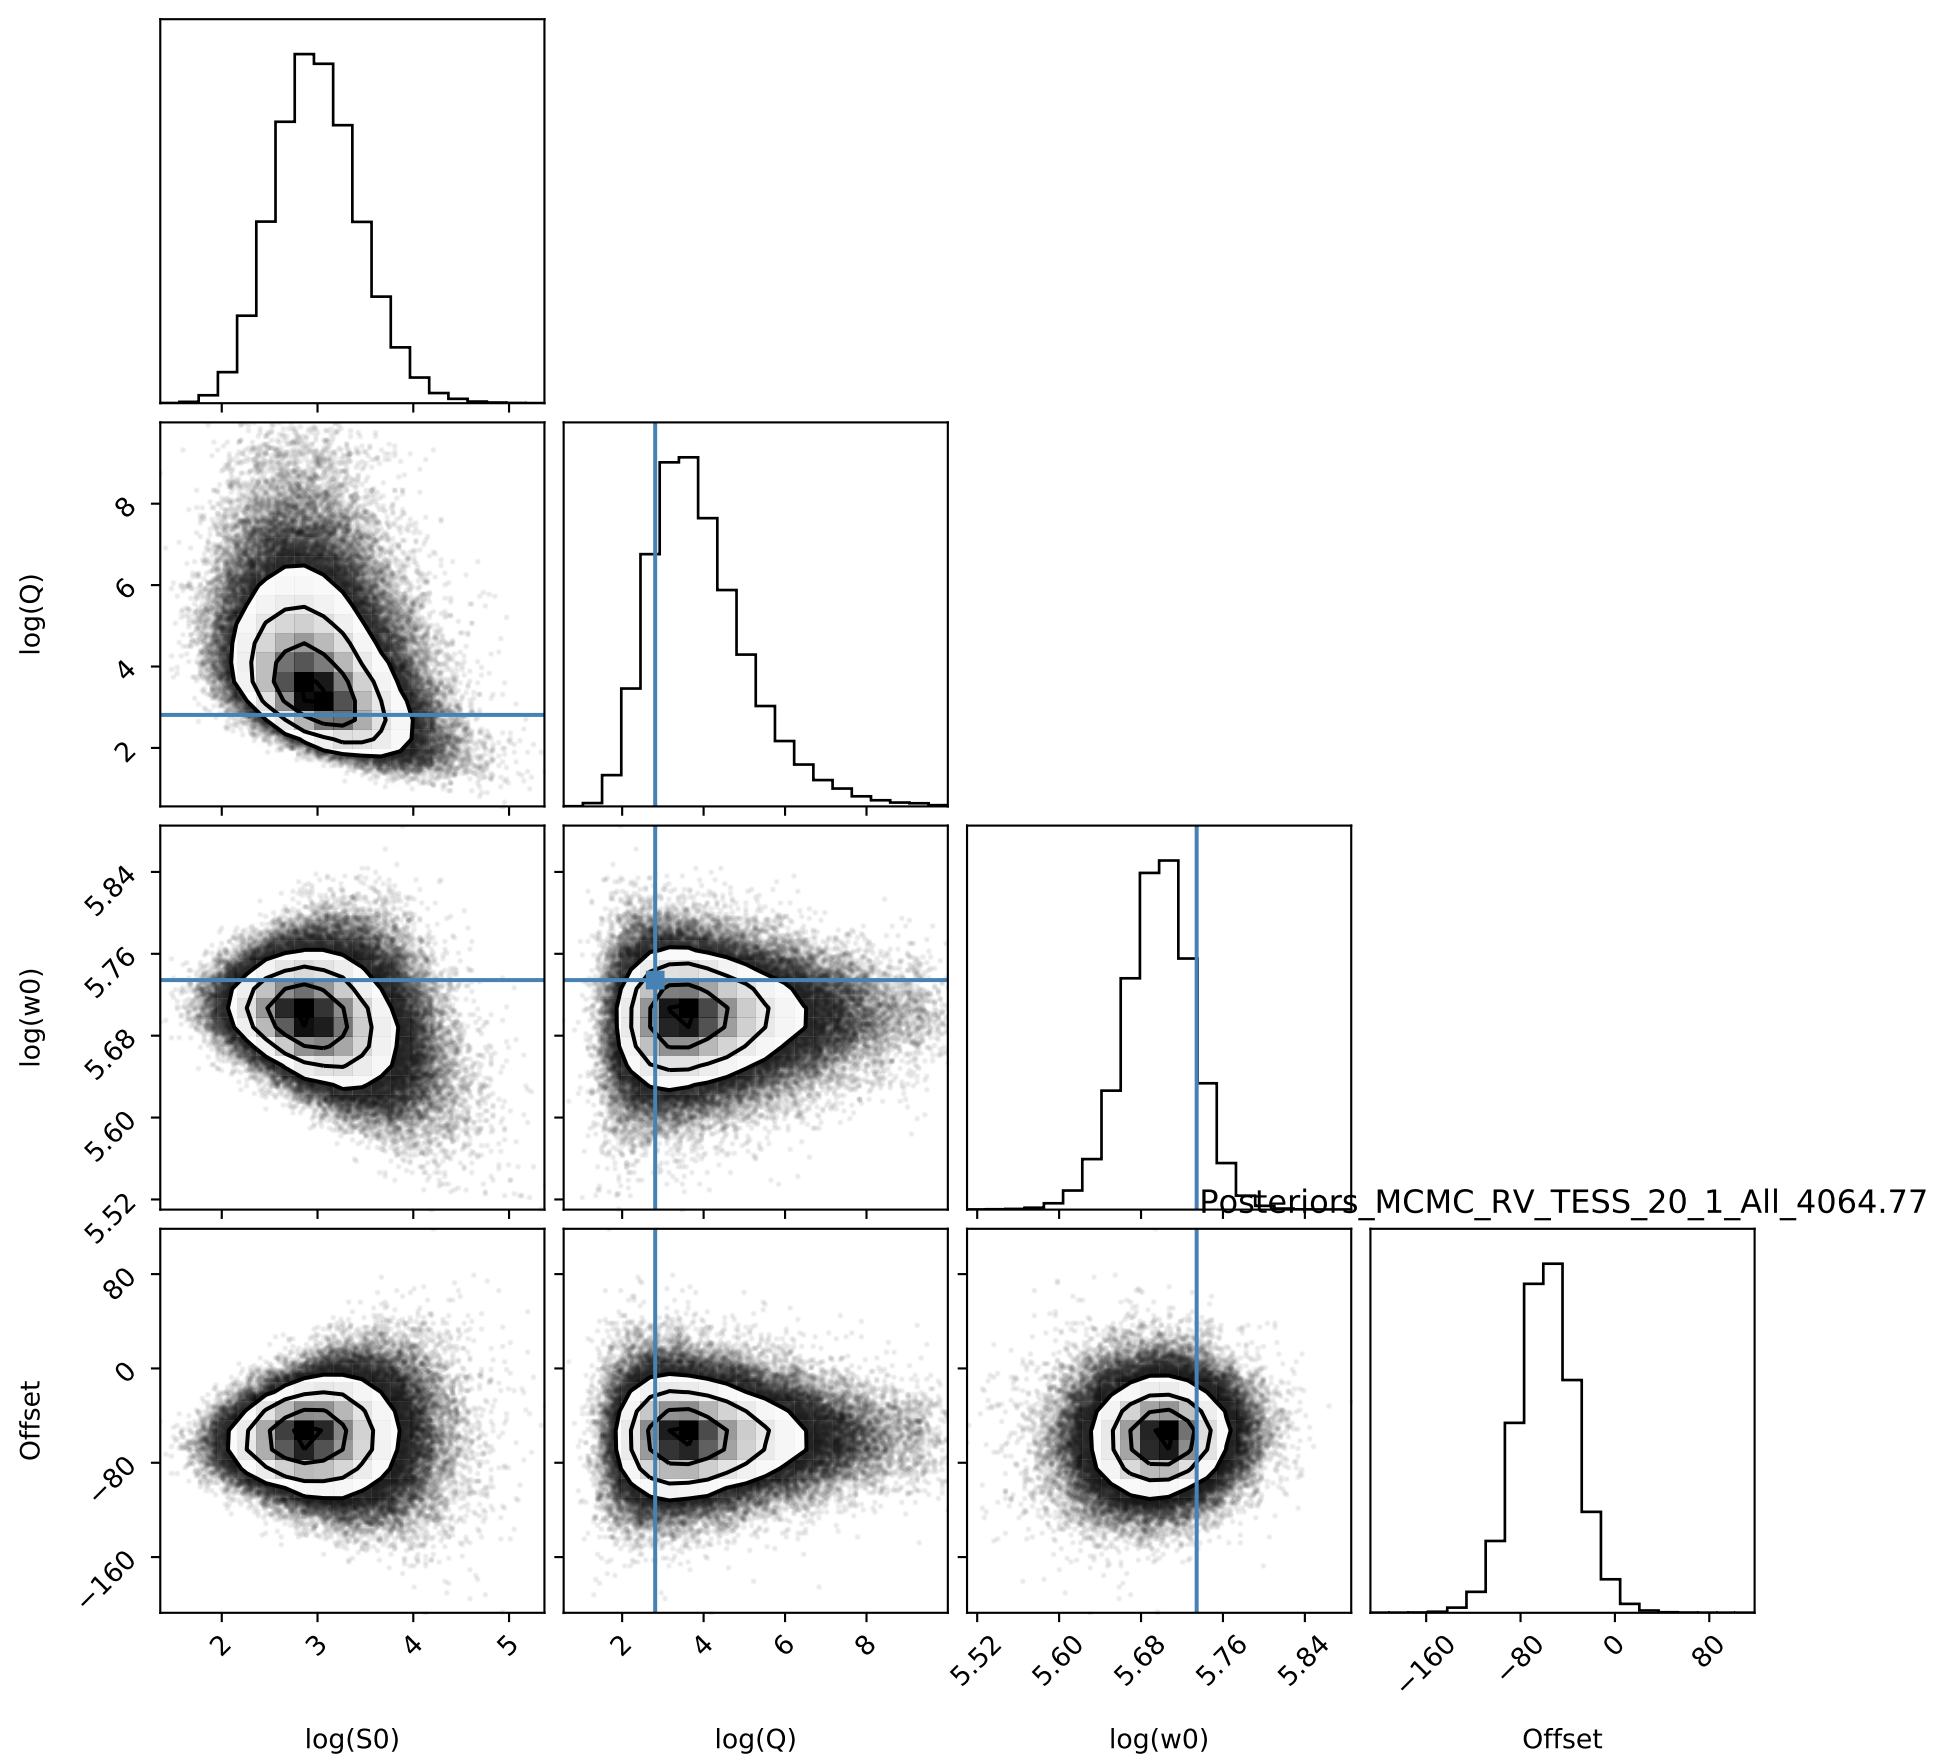 log(Q)
8
6
4
2
log(w0)
5.84
5.76
5.68
5.60
5.52
Posteriors_MCMC_RV_TESS_20_1_All_4064.77
Offset
80
0
−80
−160
2 3 4 5
2 4 6 8
5.52 5.60 5.68 5.76 5.84
−160 −80 0 80
log(S0) log(Q) log(w0) Offset